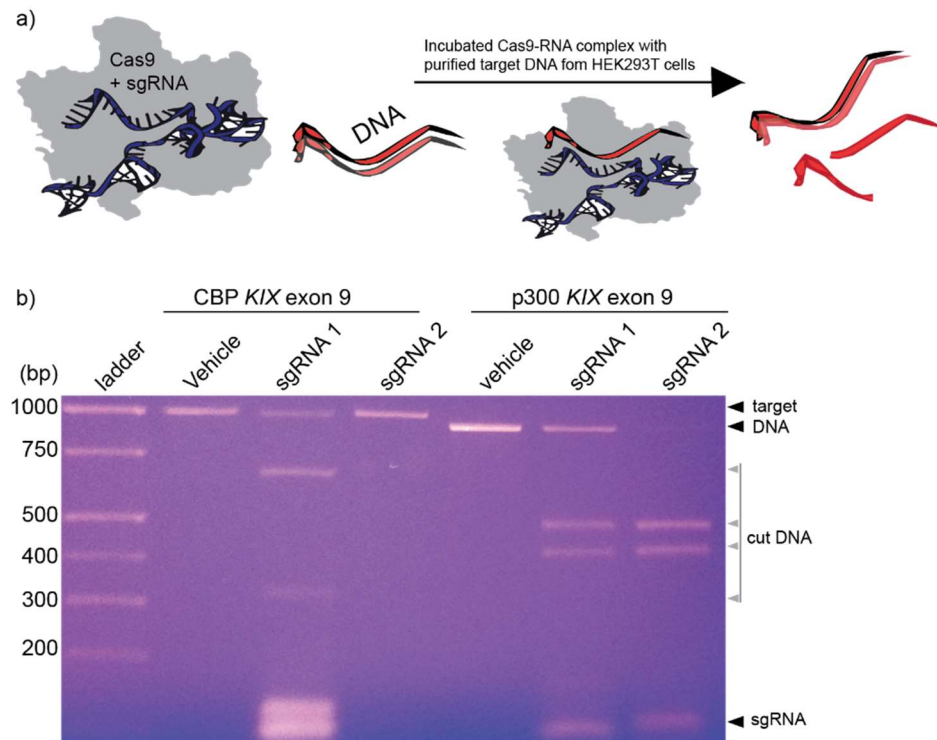 a)
Cas9
+ sgRNA
DNA
Incubated Cas9-RNA complex with
purified target DNA fom HEK293T cells
b)
CBP KIX exon 9
p300 KIX exon 9
(bp)
ladder
Vehicle
sgRNA 1
sgRNA 2
vehicle
sgRNA 1
sgRNA 2
1000
750
500
400
300
200
target
DNA
cut DNA
sgRNA